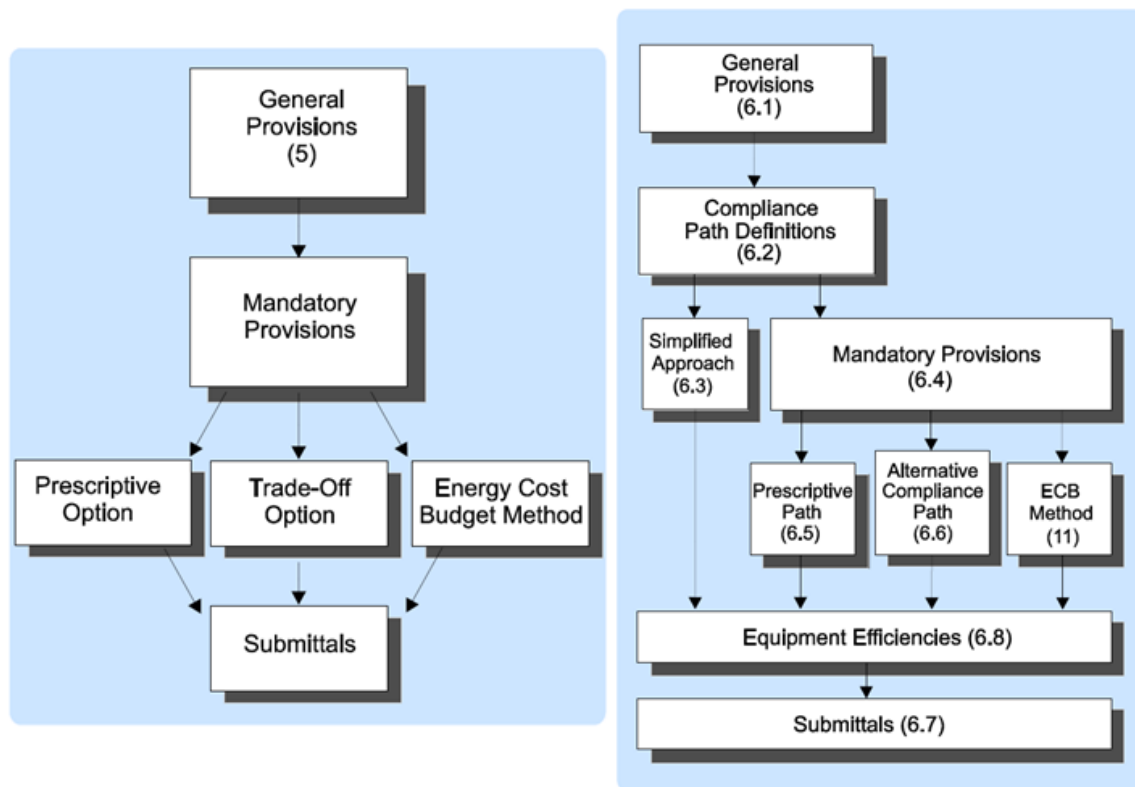 General
Provisions
(5)
Mandatory
Provisions
Prescriptive
Option
Trade-Off
Option
Energy Cost
Budget Method
Submittals
General
Provisions
(6.1)
Compliance
Path Definitions
(6.2)
Simplified
Approach
(6.3)
Mandatory Provisions
(6.4)
Prescriptive
Path
(6.5)
Alternative
Compliance
Path
(6.6)
ECB
Method
(11)
Equipment Efficiencies (6.8)
Submittals (6.7)